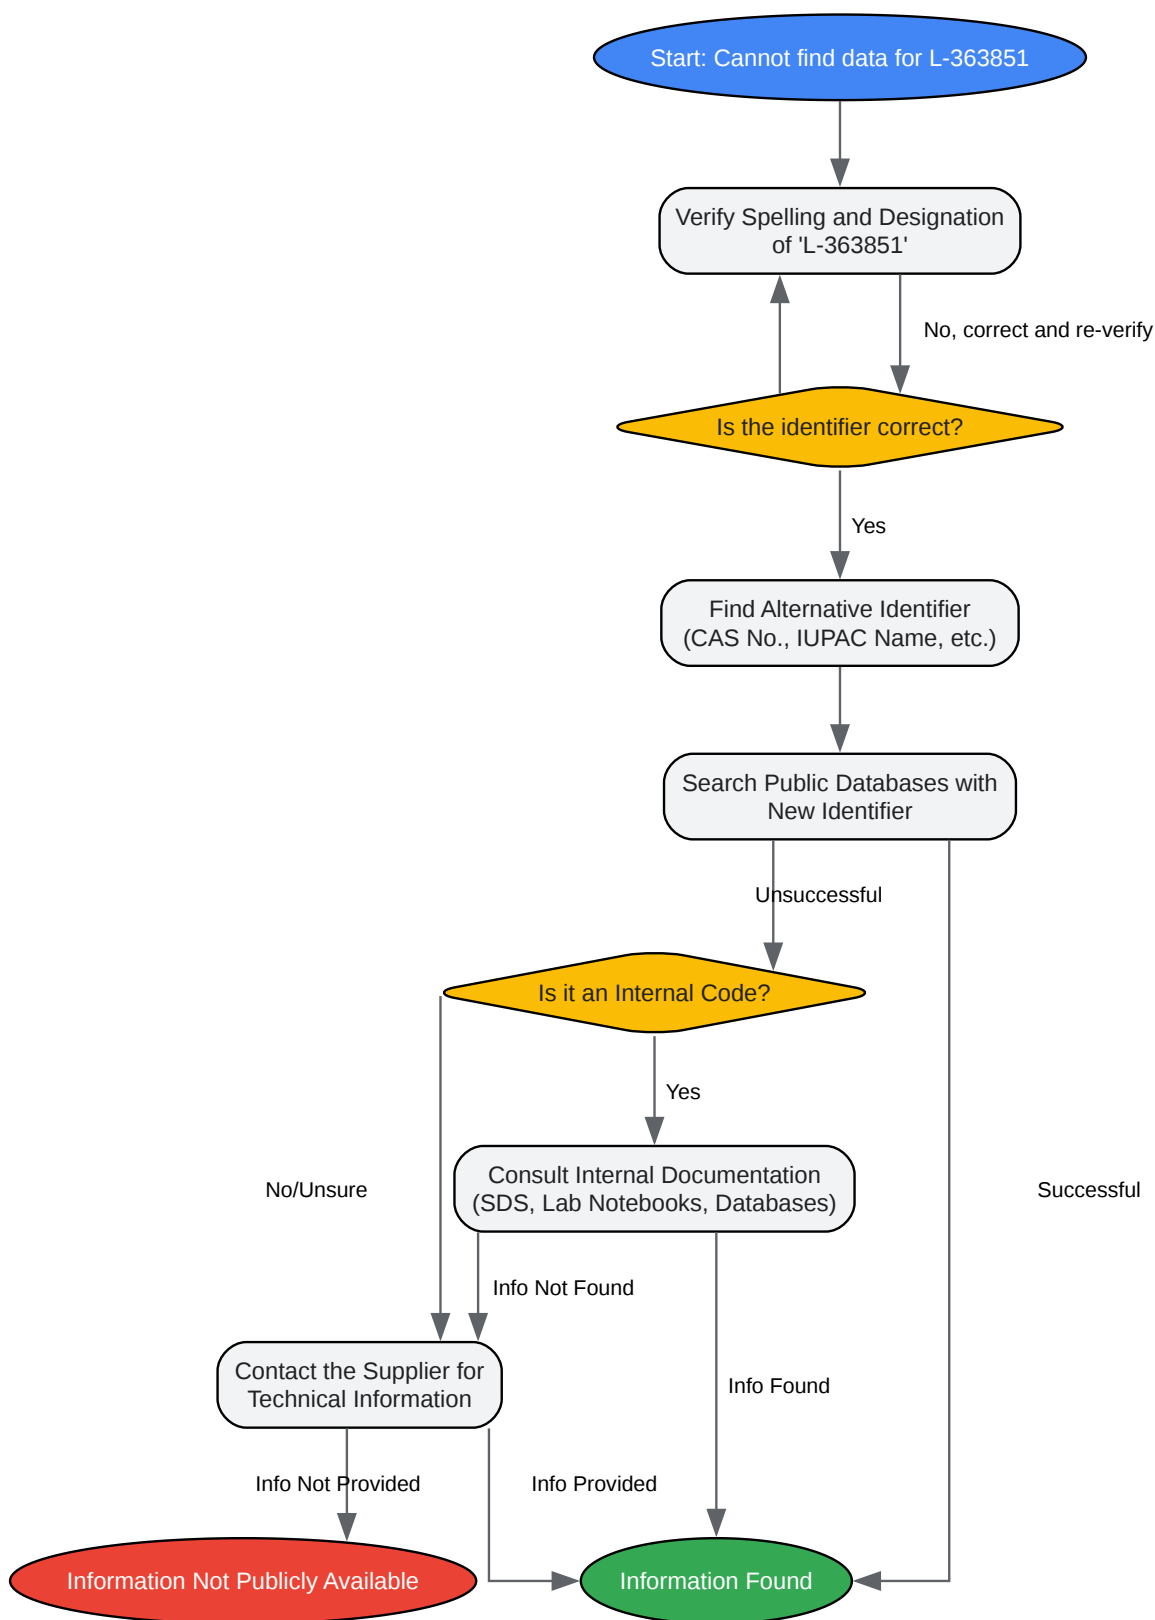 Start: Cannot find data for L-363851
Verify Spelling and Designation
of 'L-363851'
No, correct and re-verify
Is the identifier correct?
Yes
Find Alternative Identifier
(CAS No., IUPAC Name, etc.)
Search Public Databases with
New Identifier
Unsuccessful
Is it an Internal Code?
Yes
Consult Internal Documentation
(SDS, Lab Notebooks, Databases)
No/Unsure
Successful
Info Not Found
Contact the Supplier for
Technical Information
Info Found
Info Not Provided
Info Provided
Information Not Publicly Available
Information Found